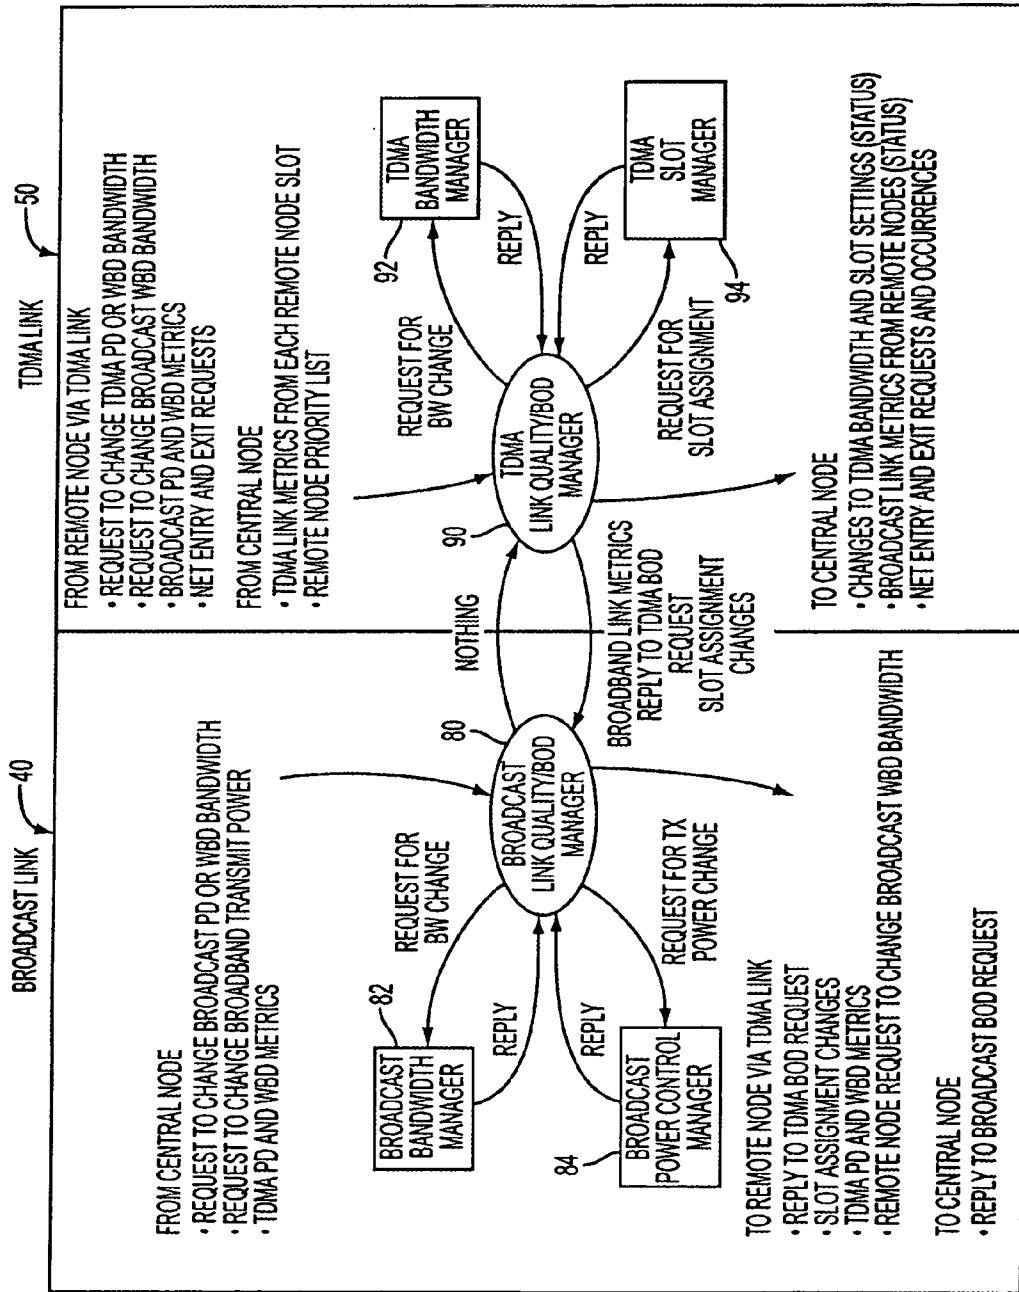 BROADCAST LINK
40
TDMA LINK
50
FROM CENTRAL NODE
• REQUEST TO CHANGE BROADCAST PD OR WBD BANDWIDTH
• REQUEST TO CHANGE BROADBAND TRANSMIT POWER
• TDMA PD AND WBD METRICS
BROADCAST
BANDWIDTH
MANAGER
82
REQUEST FOR
BW CHANGE
REPLY
BROADCAST
LINK QUALITY/BOD
MANAGER
80
REPLY
REQUEST FOR TX
POWER CHANGE
BROADCAST
POWER CONTROL
MANAGER
84
TO REMOTE NODE VIA TDMA LINK
• REPLY TO TDMA BOD REQUEST
• SLOT ASSIGNMENT CHANGES
• TDMA PD AND WBD METRICS
• REMOTE NODE REQUEST TO CHANGE BROADCAST WBD BANDWIDTH
TO CENTRAL NODE
• REPLY TO BROADCAST BOD REQUEST
NOTHING
BROADBAND LINK METRICS
REPLY TO TDMA BOD
REQUEST
SLOT ASSIGNMENT
CHANGES
FROM REMOTE NODE VIA TDMA LINK
• REQUEST TO CHANGE TDMA PD OR WBD BANDWIDTH
• REQUEST TO CHANGE BROADCAST WBD BANDWIDTH
• BROADCAST PD AND WBD METRICS
• NET ENTRY AND EXIT REQUESTS
FROM CENTRAL NODE
• TDMA LINK METRICS FROM EACH REMOTE NODE SLOT
• REMOTE NODE PRIORITY LIST
REQUEST FOR
BW CHANGE
92
TDMA
BANDWIDTH
MANAGER
REPLY
90
TDMA
LINK QUALITY/BOD
MANAGER
REPLY
REQUEST FOR
SLOT ASSIGNMENT
TDMA
SLOT
MANAGER
94
TO CENTRAL NODE
• CHANGES TO TDMA BANDWIDTH AND SLOT SETTINGS (STATUS)
• BROADCAST LINK METRICS FROM REMOTE NODES (STATUS)
• NET ENTRY AND EXIT REQUESTS AND OCCURRENCES